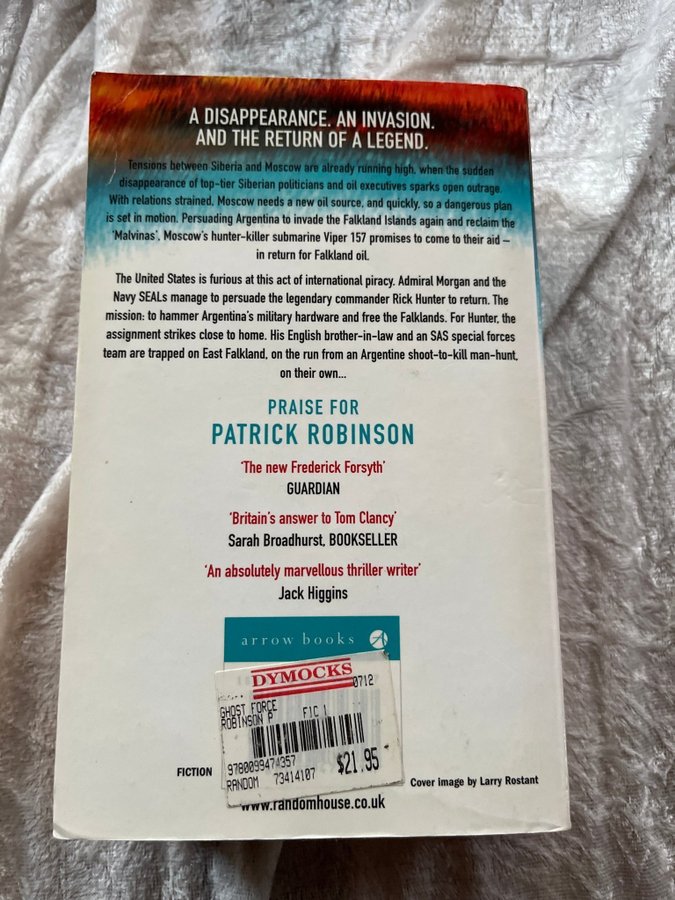 A DISAPPEARANCE. AN INVASION.
AND THE RETURN OF A LEGEND.
Tensions between Siberia and Moscow are already running high, when the sudden
disappearance of top-tier Siberian politicians and oil executives sparks open outrage.
With relations strained, Moscow needs a new oil source, and quickly, so a dangerous plan
is set in motion. Persuading Argentina to invade the Falkland Islands again and reclaim the
'Malvinas', Moscow's hunter-killer submarine Viper 157 promises to come to their aid –
in return for Falkland oil.
The United States is furious at this act of international piracy. Admiral Morgan and the
Navy SEALs manage to persuade the legendary commander Rick Hunter to return. The
mission: to hammer Argentina's military hardware and free the Falklands. For Hunter, the
assignment strikes close to home. His English brother-in-law and an SAS special forces
team are trapped on East Falkland, on the run from an Argentine shoot-to-kill man-hunt,
on their own...
PRAISE FOR
PATRICK ROBINSON
'The new Frederick Forsyth'
GUARDIAN
'Britain's answer to Tom Clancy'
Sarah Broadhurst, BOOKSELLER
'An absolutely marvellous thriller writer'
Jack Higgins
arrow books
DYMOCKS
0712
GHOST FORCE
ROBINSON P FIC 1
9780099474357
RANDOM 73414107 $21.95
FICTION
Cover image by Larry Rostant
www.randomhouse.co.uk